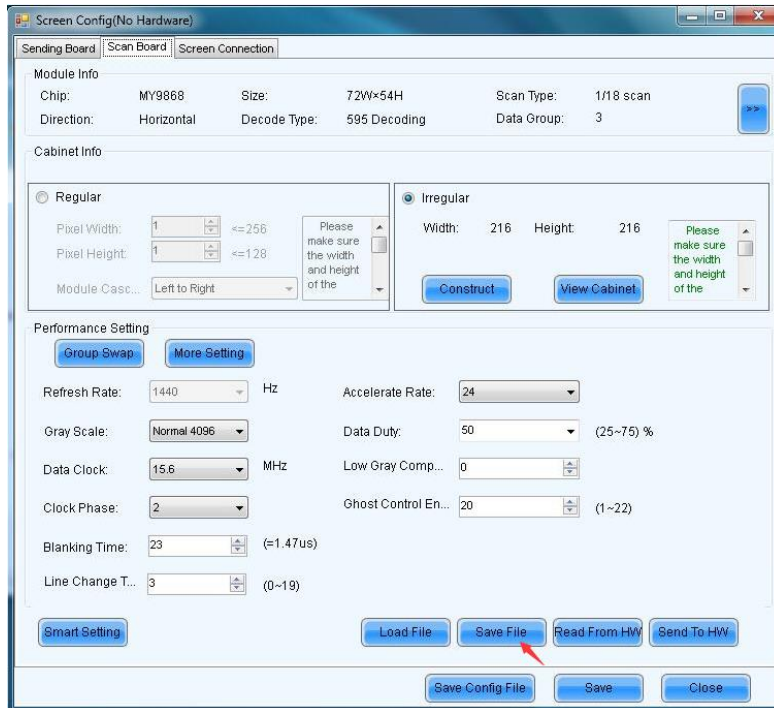 Screen Config(No Hardware)
Sending Board Scan Board Screen Connection
Module Info
Chip: MY9868 Size: 72W×54H Scan Type: 1/18 scan
Direction: Horizontal Decode Type: 595 Decoding Data Group: 3
>>
Cabinet Info
Regular
Pixel Width: 1 <=256
Pixel Height: 1 <=128
Module Casc... Left to Right
Please
make sure
the width
and height
of the
Irregular
Width: 216 Height: 216
Construct View Cabinet
Please
make sure
the width
and height
of the
Performance Setting
Group Swap More Setting
Refresh Rate: 1440 Hz Accelerate Rate: 24
Gray Scale: Normal 4096 Data Duty: 50 (25~75) %
Data Clock: 15.6 MHz Low Gray Comp... 0
Clock Phase: 2 Ghost Control En... 20 (1~22)
Blanking Time: 23 (=1.47us)
Line Change T... 3 (0~19)
Smart Setting Load File Save File Read From HW Send To HW
Save Config File Save Close